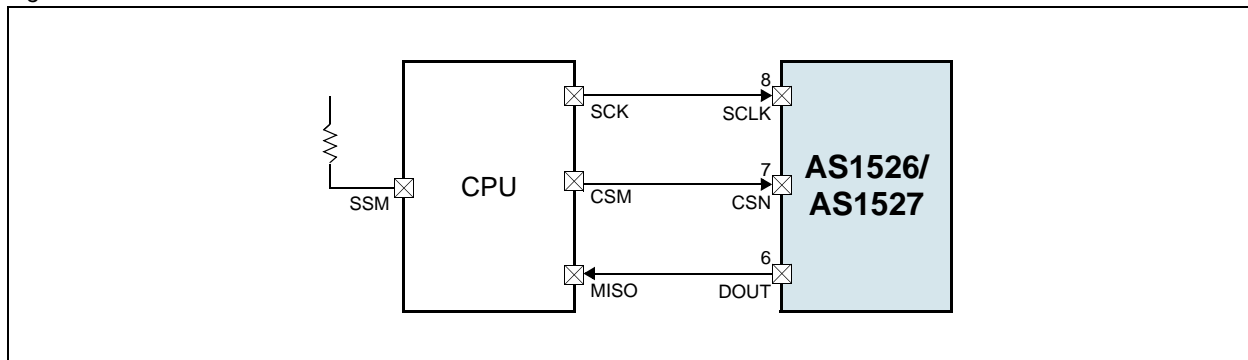 8
SCK
SCLK
7
AS1526/
AS1527
CPU
SSM
CSM
CSN
6
MISO
DOUT